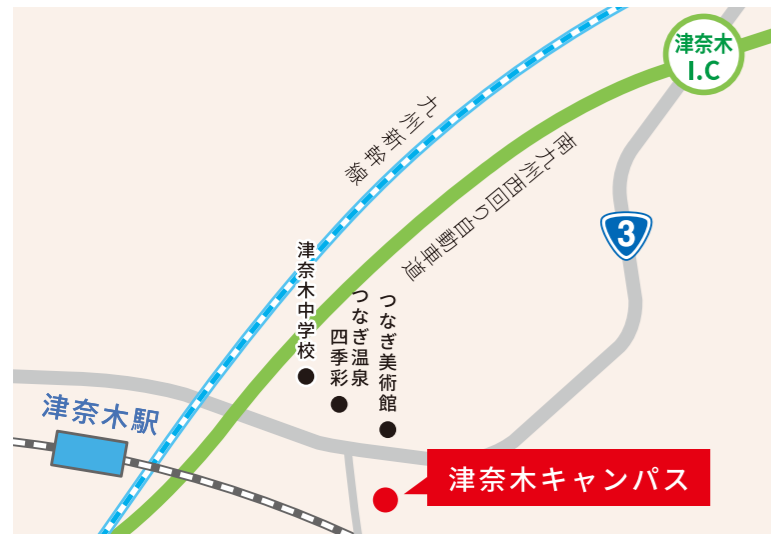 津奈木
I.C
九州新幹線
南九州西回り自動車道
3
津奈木中学校
つなぎ温泉
四季彩
つなぎ美術館
津奈木駅
津奈木キャンパス